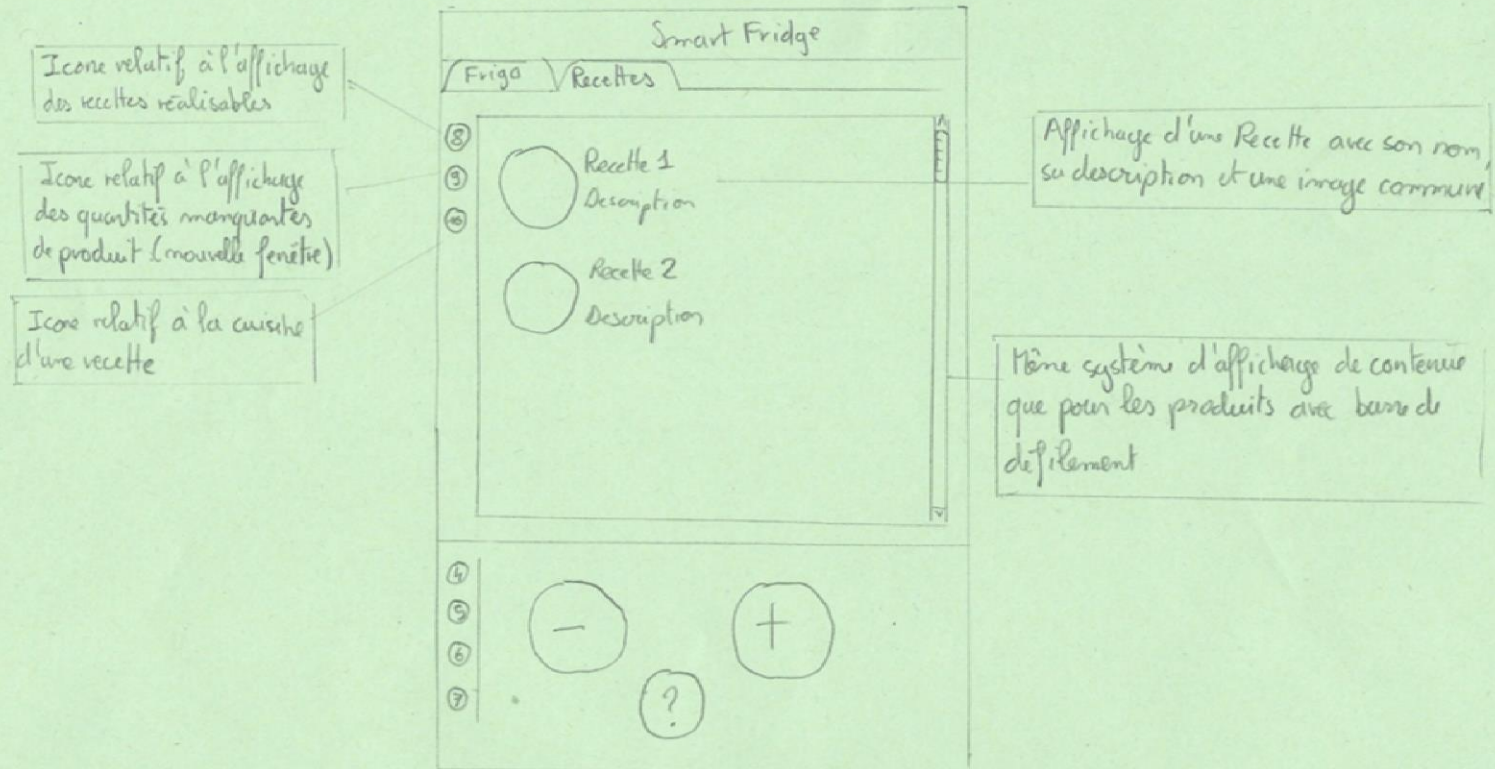 Smart Fridge
Frigo
Recettes
Icone relatif à l'affichage
des recettes réalisables
Icone relatif à l'affichage
des quantités manquantes
de produit (nouvelle fenêtre)
Icone relatif à la cuisine
d'une recette
8
9
10
Recette 1
Description
Recette 2
Description
Affichage d'une Recette avec son nom,
sa description et une image commune
Même système d'affichage de contenue
que pour les produits avec barre de
défilement
4
5
6
7
-
+
?